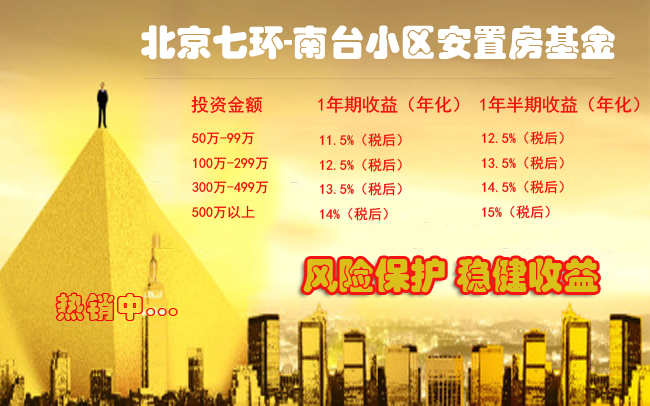 北京七环-南台小区安置房基金
投资金额 1年期收益（年化） 1年半期收益（年化）
50万-99万 11.5%（税后） 12.5%（税后）
100万-299万 12.5%（税后） 13.5%（税后）
300万-499万 13.5%（税后） 14.5%（税后）
500万以上 14%（税后） 15%（税后）
风险保护 稳健收益
热销中...